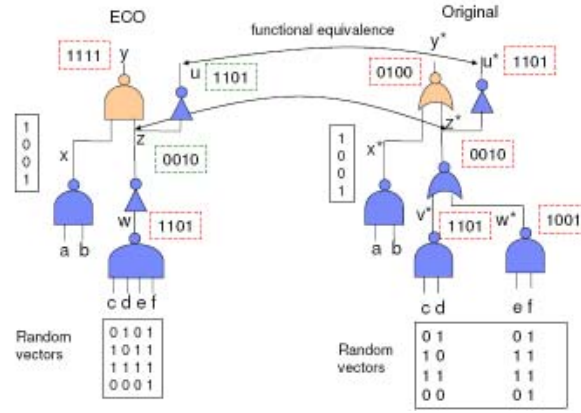 ECO
Original
functional equivalence
1111
y
u
1101
y*
0100
u*
1101
1
0
0
1
x
z
0010
1
0
0
1
x*
z*
0010
w
1101
v*
1101
w*
1001
a b
c d e f
a b
c d
e f
Random
vectors
0 1 0 1
1 0 1 1
1 1 1 1
0 0 0 1
Random
vectors
0 1 0 1
1 0 1 1
1 1 1 1
0 0 0 1